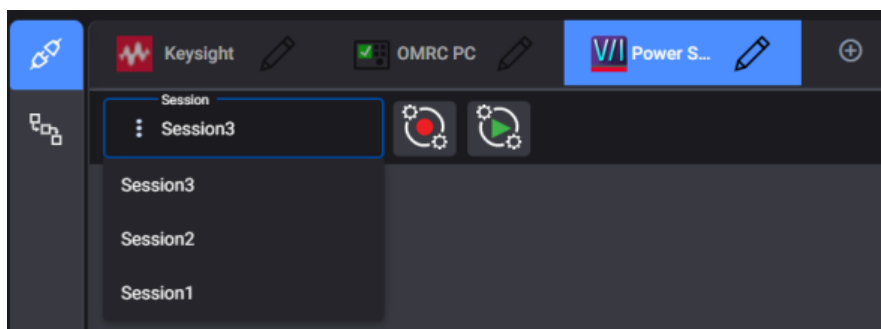 Keysight
OMRC PC
V/I Power S...
Session
Session3
Session3
Session2
Session1